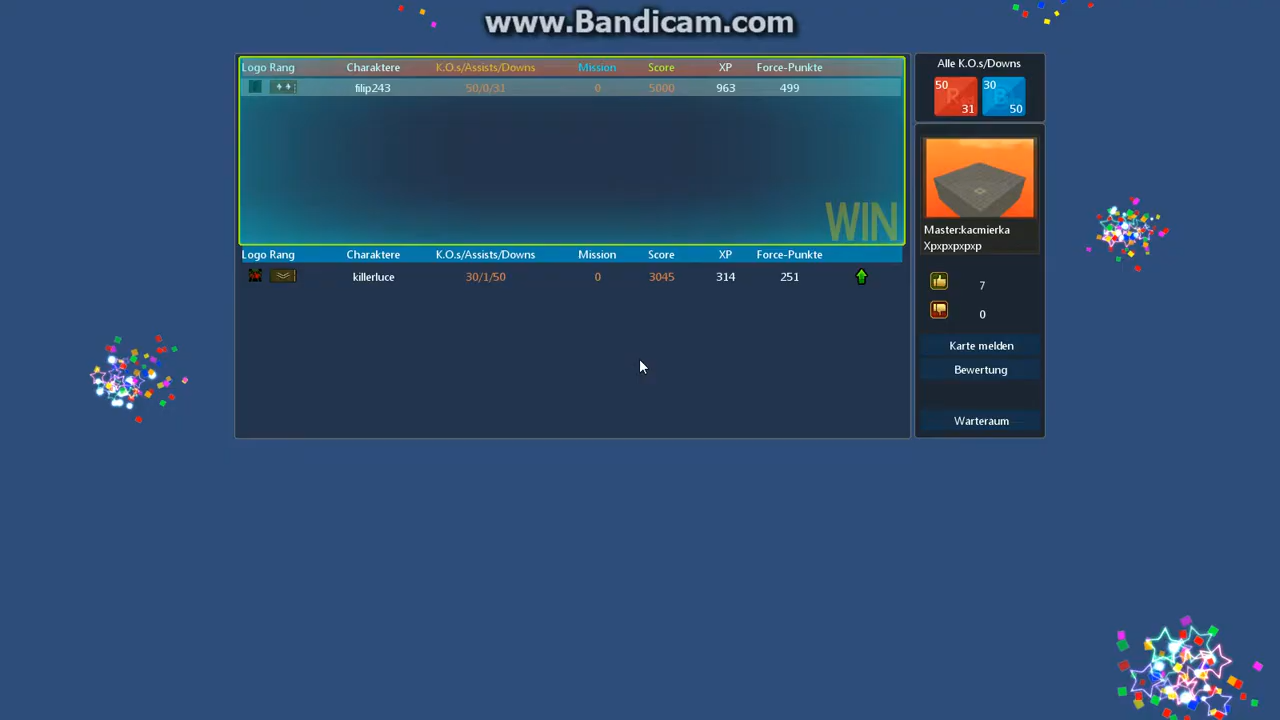 www.Bandicam.com
Logo Rang Charaktere K.O.s/Assists/Downs Mission Score XP Force-Punkte
filip243 50/0/31 0 5000 963 499
WIN
Logo Rang Charaktere K.O.s/Assists/Downs Mission Score XP Force-Punkte
killerluce 30/1/50 0 3045 314 251
Alle K.O.s/Downs
50 R 31 30 B 50
Master:kacmierka
Xpxpxpxpxp
7
0
Karte melden
Bewertung
Warteraum